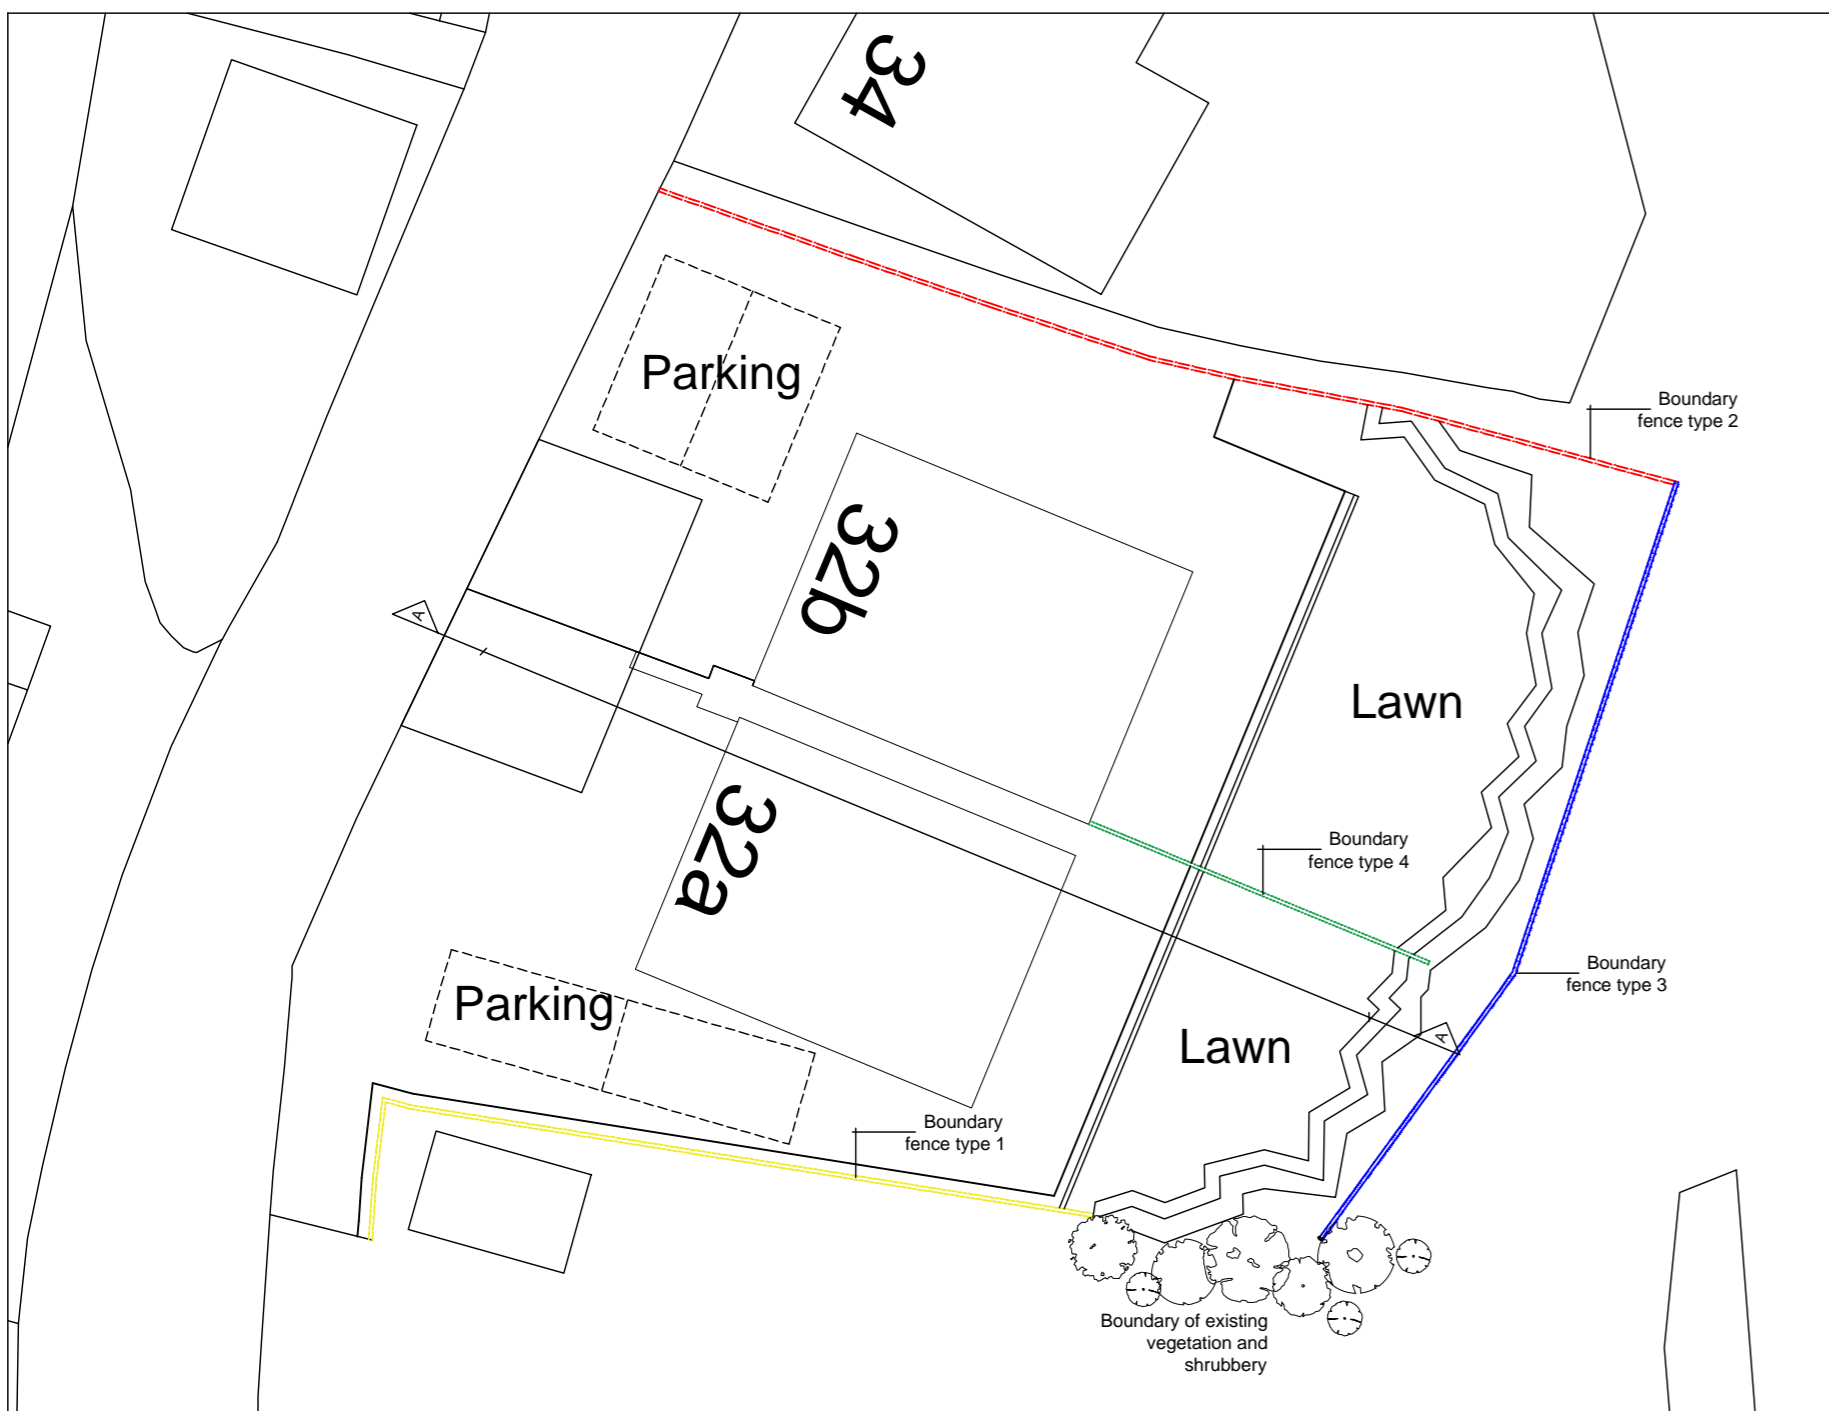 34
Parking
Boundary
fence type 2
32b
A
Lawn
Boundary
fence type 4
32a
Boundary
fence type 3
Parking
A
Lawn
Boundary
fence type 1
Boundary of existing
vegetation and
shrubbery